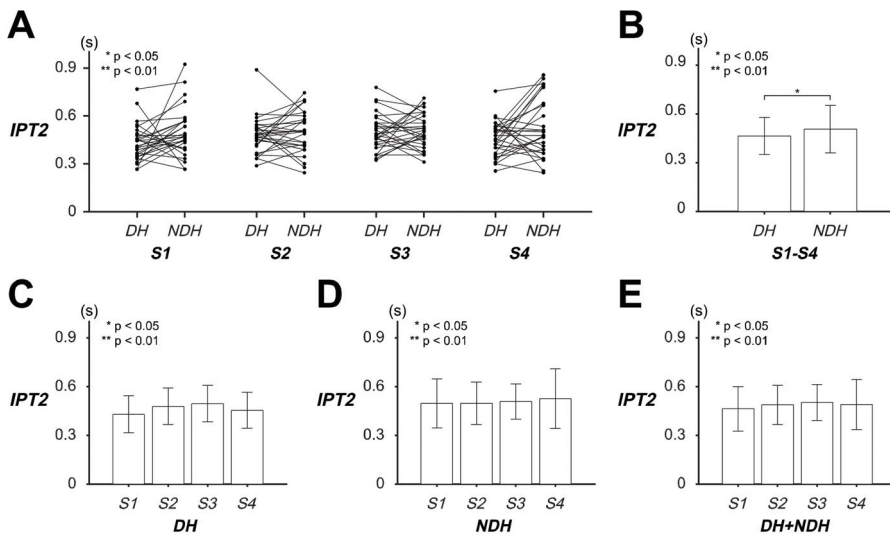 A
(s)
* p < 0.05
** p < 0.01
0.9
0.6
0.3
0
IPT2
DH NDH DH NDH DH NDH DH NDH
S1 S2 S3 S4
B
(s)
* p < 0.05
** p < 0.01
0.9
0.6
0.3
0
IPT2
*
DH NDH
S1-S4
C
(s)
* p < 0.05
** p < 0.01
0.9
0.6
0.3
0
IPT2
S1 S2 S3 S4
DH
D
(s)
* p < 0.05
** p < 0.01
0.9
0.6
0.3
0
IPT2
S1 S2 S3 S4
NDH
E
(s)
* p < 0.05
** p < 0.01
0.9
0.6
0.3
0
IPT2
S1 S2 S3 S4
DH+NDH